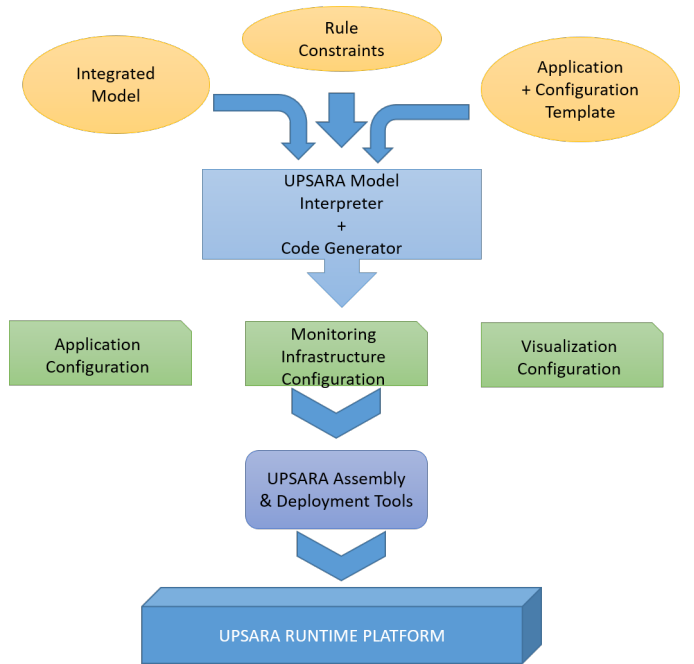 Integrated
Model
Rule
Constraints
Application
+ Configuration
Template
UPSARA Model
Interpreter
+
Code Generator
Application
Configuration
Monitoring
Infrastructure
Configuration
Visualization
Configuration
UPSARA Assembly
& Deployment Tools
UPSARA RUNTIME PLATFORM